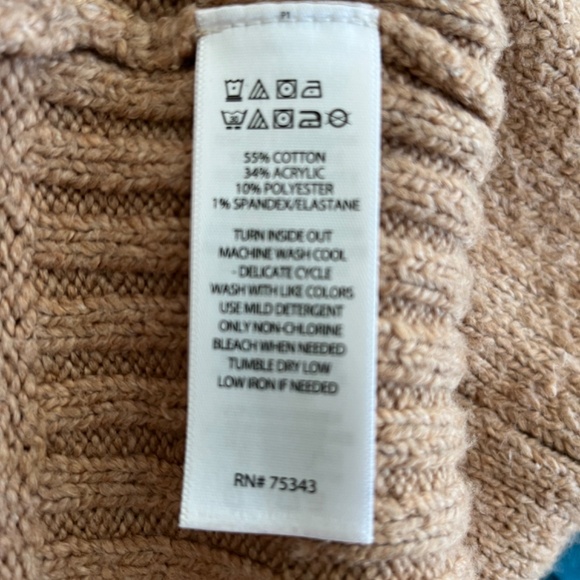 55% COTTON
34% ACRYLIC
10% POLYESTER
1% SPANDEX/ELASTANE
TURN INSIDE OUT
MACHINE WASH COOL
- DELICATE CYCLE
WASH WITH LIKE COLORS
USE MILD DETERGENT
ONLY NON-CHLORINE
BLEACH WHEN NEEDED
TUMBLE DRY LOW
LOW IRON IF NEEDED
RN# 75343